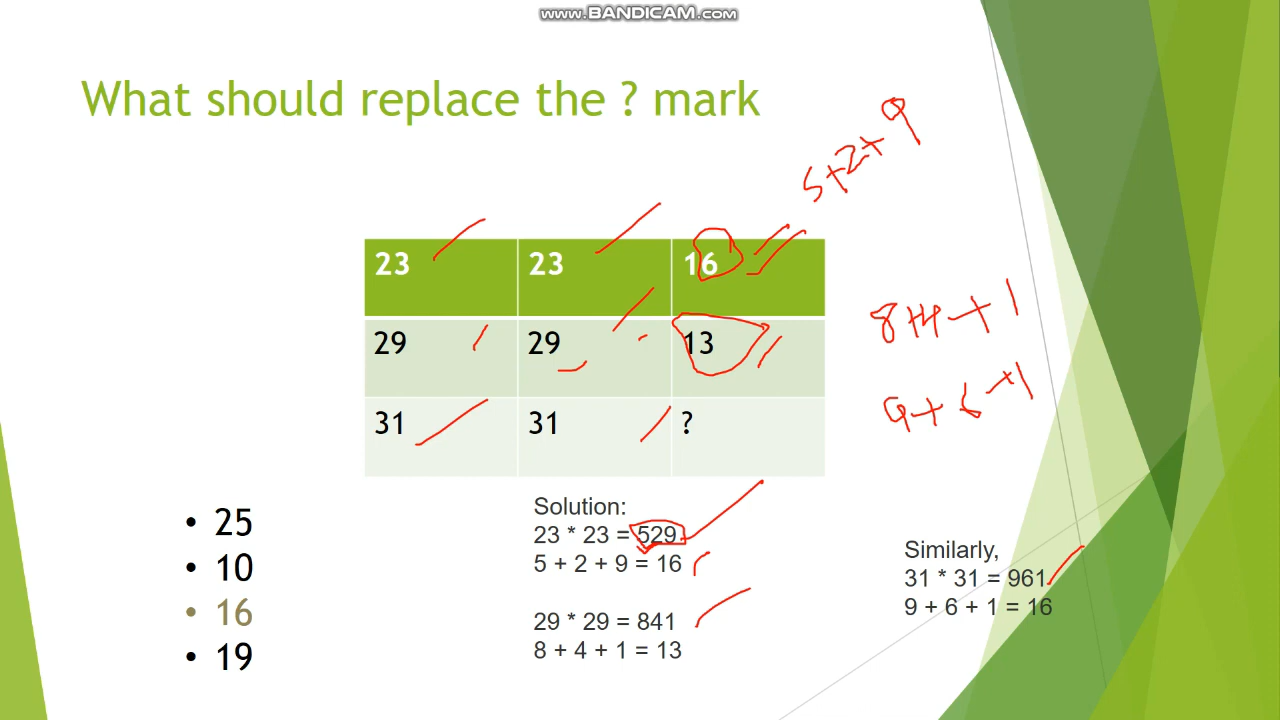 www.BANDICAM.com
What should replace the ? mark
5+2+9
23 23 16
29 29 13
31 31 ?
8+4+1
9+6+1
• 25
• 10
• 16
• 19
Solution:
23 * 23 = 529
5 + 2 + 9 = 16
29 * 29 = 841
8 + 4 + 1 = 13
Similarly,
31 * 31 = 961
9 + 6 + 1 = 16